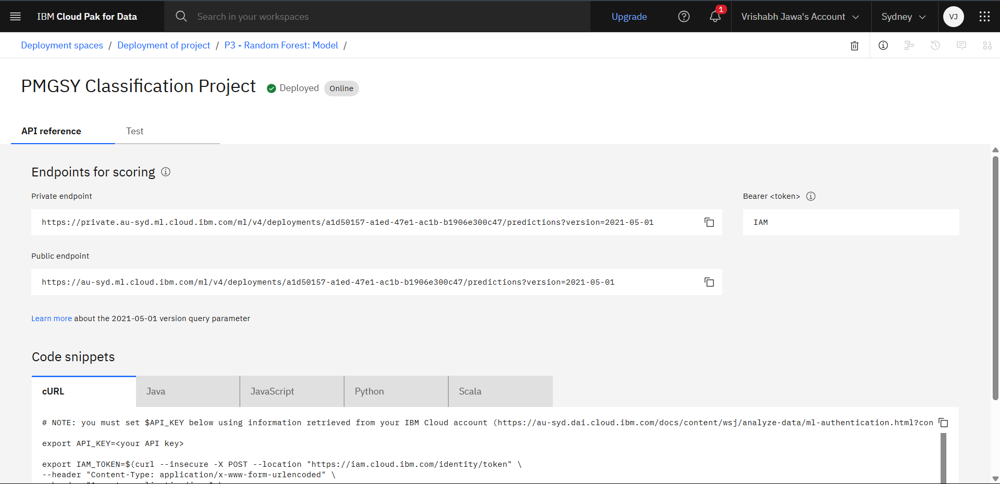 IBM Cloud Pak for Data
Search in your workspaces
Upgrade
1
Vrishabh Jawa's Account
Sydney
VJ
Deployment spaces / Deployment of project / P3 - Random Forest: Model /
PMGSY Classification Project
Deployed
Online
API reference
Test
Endpoints for scoring
Private endpoint
Bearer <token>
https://private.au-syd.ml.cloud.ibm.com/ml/v4/deployments/a1d50157-a1ed-47e1-ac1b-b1906e300c47/predictions?version=2021-05-01
IAM
Public endpoint
https://au-syd.ml.cloud.ibm.com/ml/v4/deployments/a1d50157-a1ed-47e1-ac1b-b1906e300c47/predictions?version=2021-05-01
Learn more about the 2021-05-01 version query parameter
Code snippets
cURL
Java
JavaScript
Python
Scala
# NOTE: you must set $API_KEY below using information retrieved from your IBM Cloud account (https://au-syd.dai.cloud.ibm.com/docs/content/wsj/analyze-data/ml-authentication.html?con
export API_KEY=<your API key>
export IAM_TOKEN=$(curl --insecure -X POST --location "https://iam.cloud.ibm.com/identity/token" \
--header "Content-Type: application/x-www-form-urlencoded" \